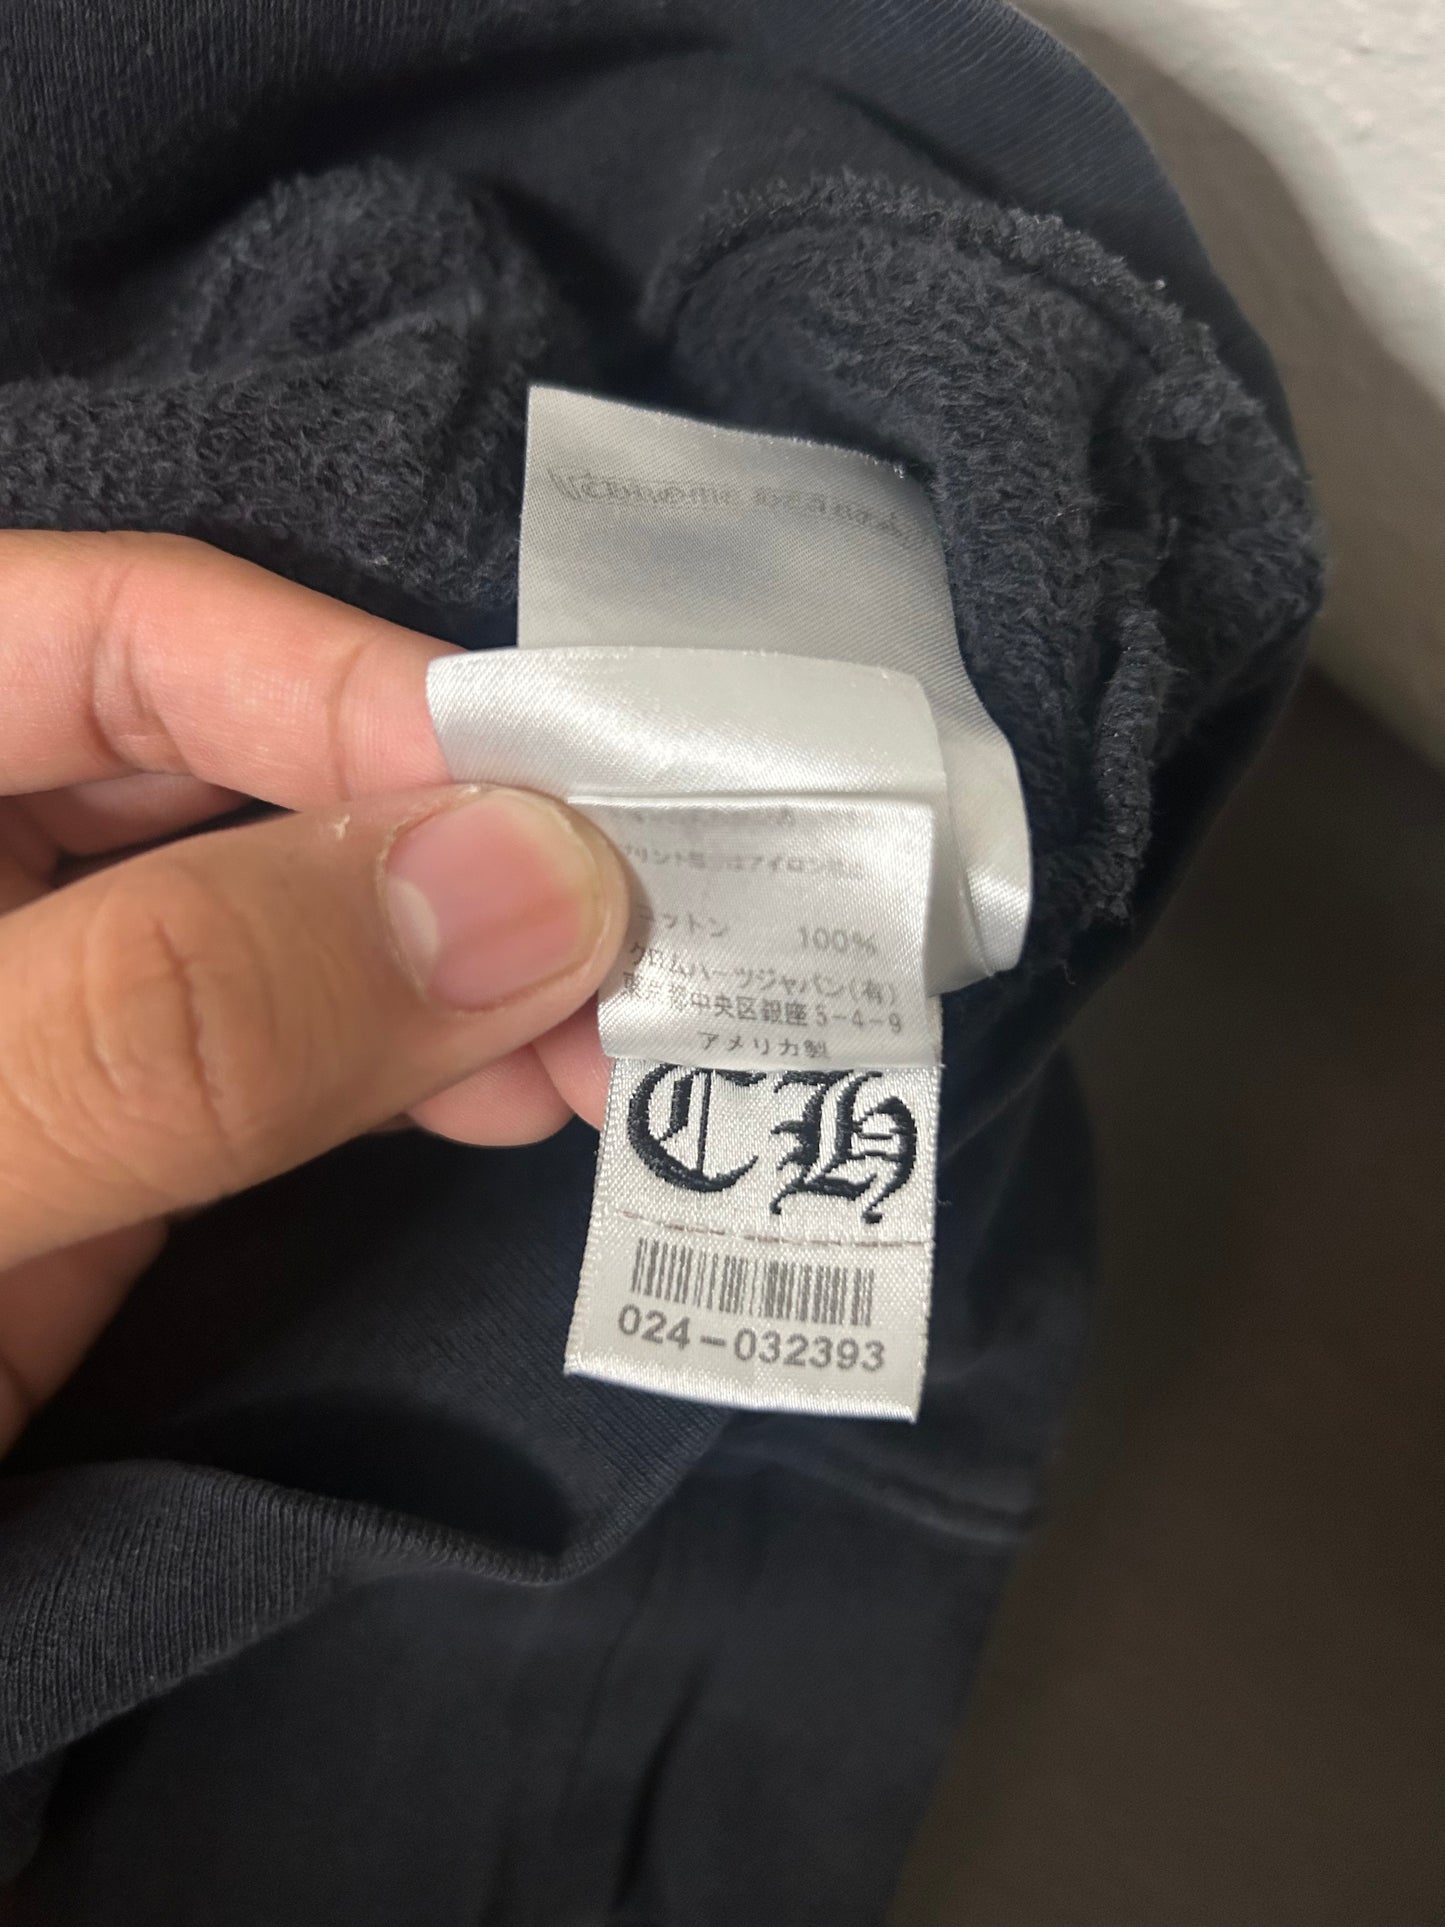 プリント部分はアイロン禁止
コットン 100%
クロムハーツジャパン(有)
東京都中央区銀座5-4-9
アメリカ製
CH
024-032393